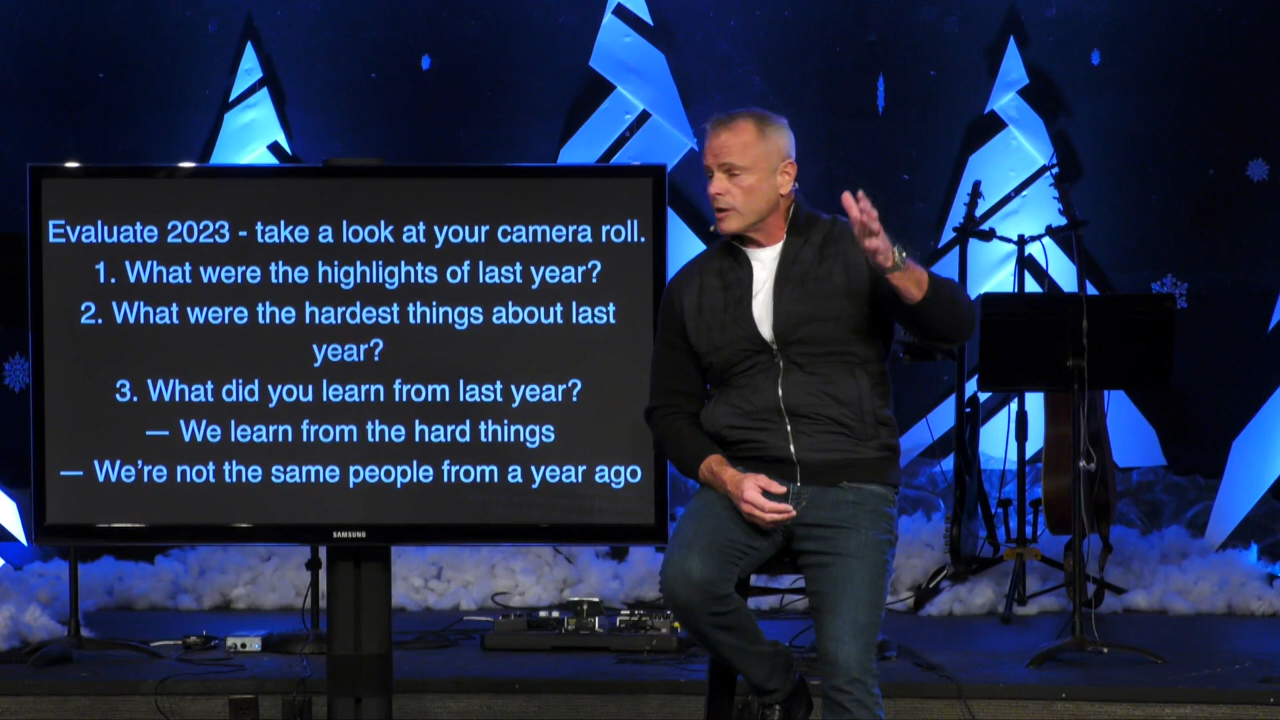 Evaluate 2023 - take a look at your camera roll.
1. What were the highlights of last year?
2. What were the hardest things about last
year?
3. What did you learn from last year?
— We learn from the hard things
— We’re not the same people from a year ago
SAMSUNG